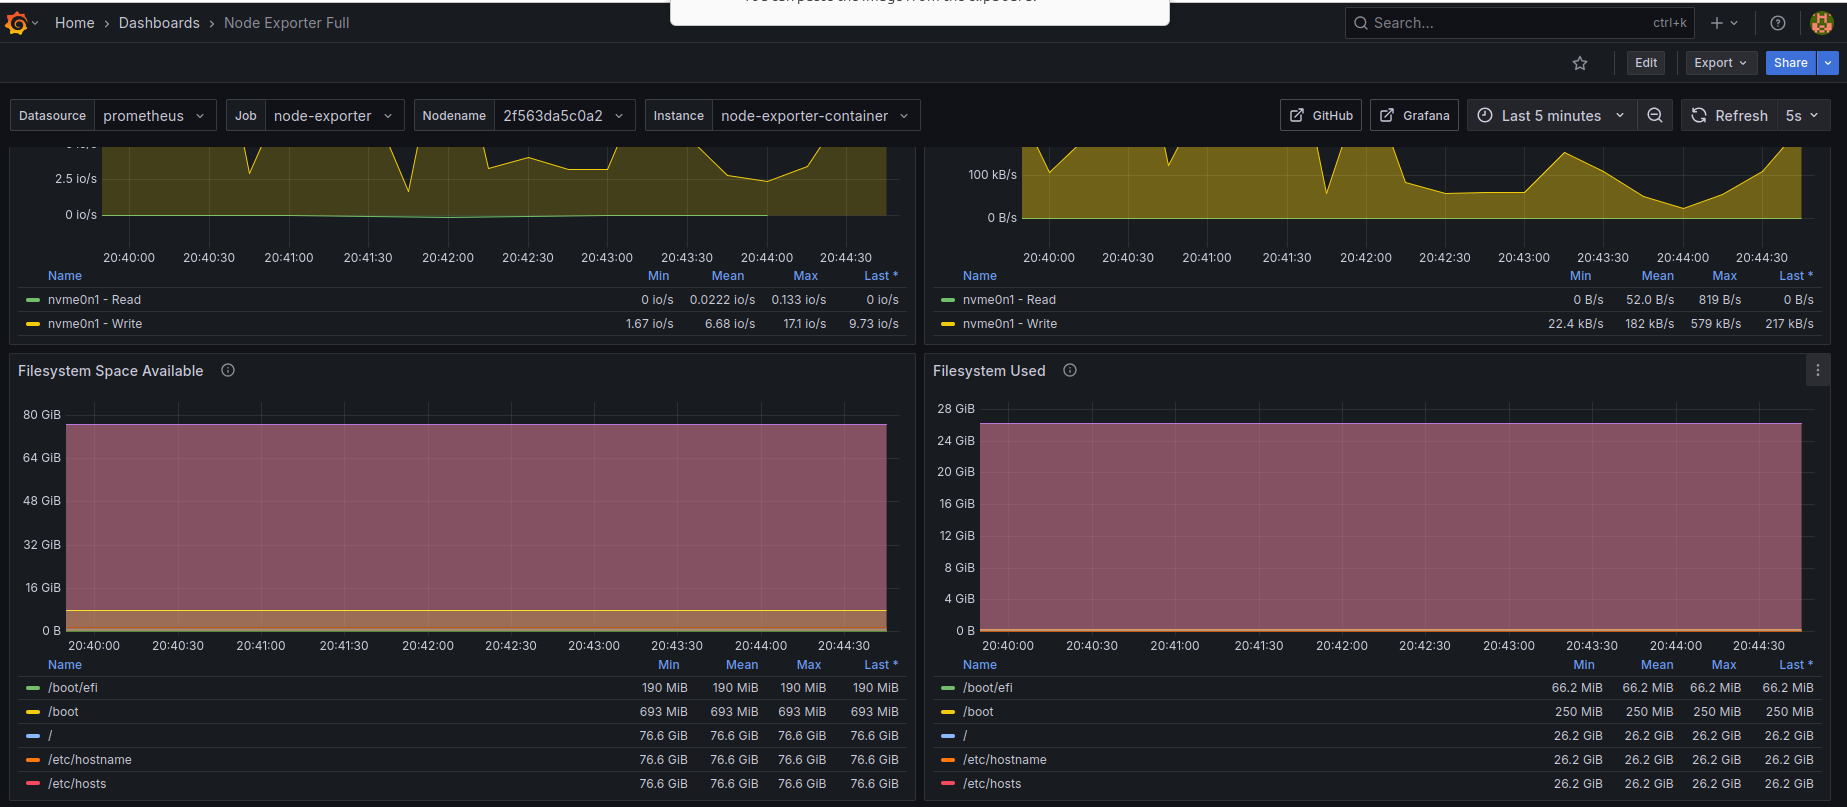 Home › Dashboards › Node Exporter Full
Search... ctrl+k
Edit Export Share
Datasource prometheus Job node-exporter Nodename 2f563da5c0a2 Instance node-exporter-container GitHub Grafana Last 5 minutes Refresh 5s
2.5 io/s
0 io/s
20:40:00 20:40:30 20:41:00 20:41:30 20:42:00 20:42:30 20:43:00 20:43:30 20:44:00 20:44:30
Name Min Mean Max Last *
nvme0n1 - Read 0 io/s 0.0222 io/s 0.133 io/s 0 io/s
nvme0n1 - Write 1.67 io/s 6.68 io/s 17.1 io/s 9.73 io/s
100 kB/s
0 B/s
20:40:00 20:40:30 20:41:00 20:41:30 20:42:00 20:42:30 20:43:00 20:43:30 20:44:00 20:44:30
Name Min Mean Max Last *
nvme0n1 - Read 0 B/s 52.0 B/s 819 B/s 0 B/s
nvme0n1 - Write 22.4 kB/s 182 kB/s 579 kB/s 217 kB/s
Filesystem Space Available
80 GiB
64 GiB
48 GiB
32 GiB
16 GiB
0 B
20:40:00 20:40:30 20:41:00 20:41:30 20:42:00 20:42:30 20:43:00 20:43:30 20:44:00 20:44:30
Name Min Mean Max Last *
/boot/efi 190 MiB 190 MiB 190 MiB 190 MiB
/boot 693 MiB 693 MiB 693 MiB 693 MiB
/ 76.6 GiB 76.6 GiB 76.6 GiB 76.6 GiB
/etc/hostname 76.6 GiB 76.6 GiB 76.6 GiB 76.6 GiB
/etc/hosts 76.6 GiB 76.6 GiB 76.6 GiB 76.6 GiB
Filesystem Used
28 GiB
24 GiB
20 GiB
16 GiB
12 GiB
8 GiB
4 GiB
0 B
20:40:00 20:40:30 20:41:00 20:41:30 20:42:00 20:42:30 20:43:00 20:43:30 20:44:00 20:44:30
Name Min Mean Max Last *
/boot/efi 66.2 MiB 66.2 MiB 66.2 MiB 66.2 MiB
/boot 250 MiB 250 MiB 250 MiB 250 MiB
/ 26.2 GiB 26.2 GiB 26.2 GiB 26.2 GiB
/etc/hostname 26.2 GiB 26.2 GiB 26.2 GiB 26.2 GiB
/etc/hosts 26.2 GiB 26.2 GiB 26.2 GiB 26.2 GiB